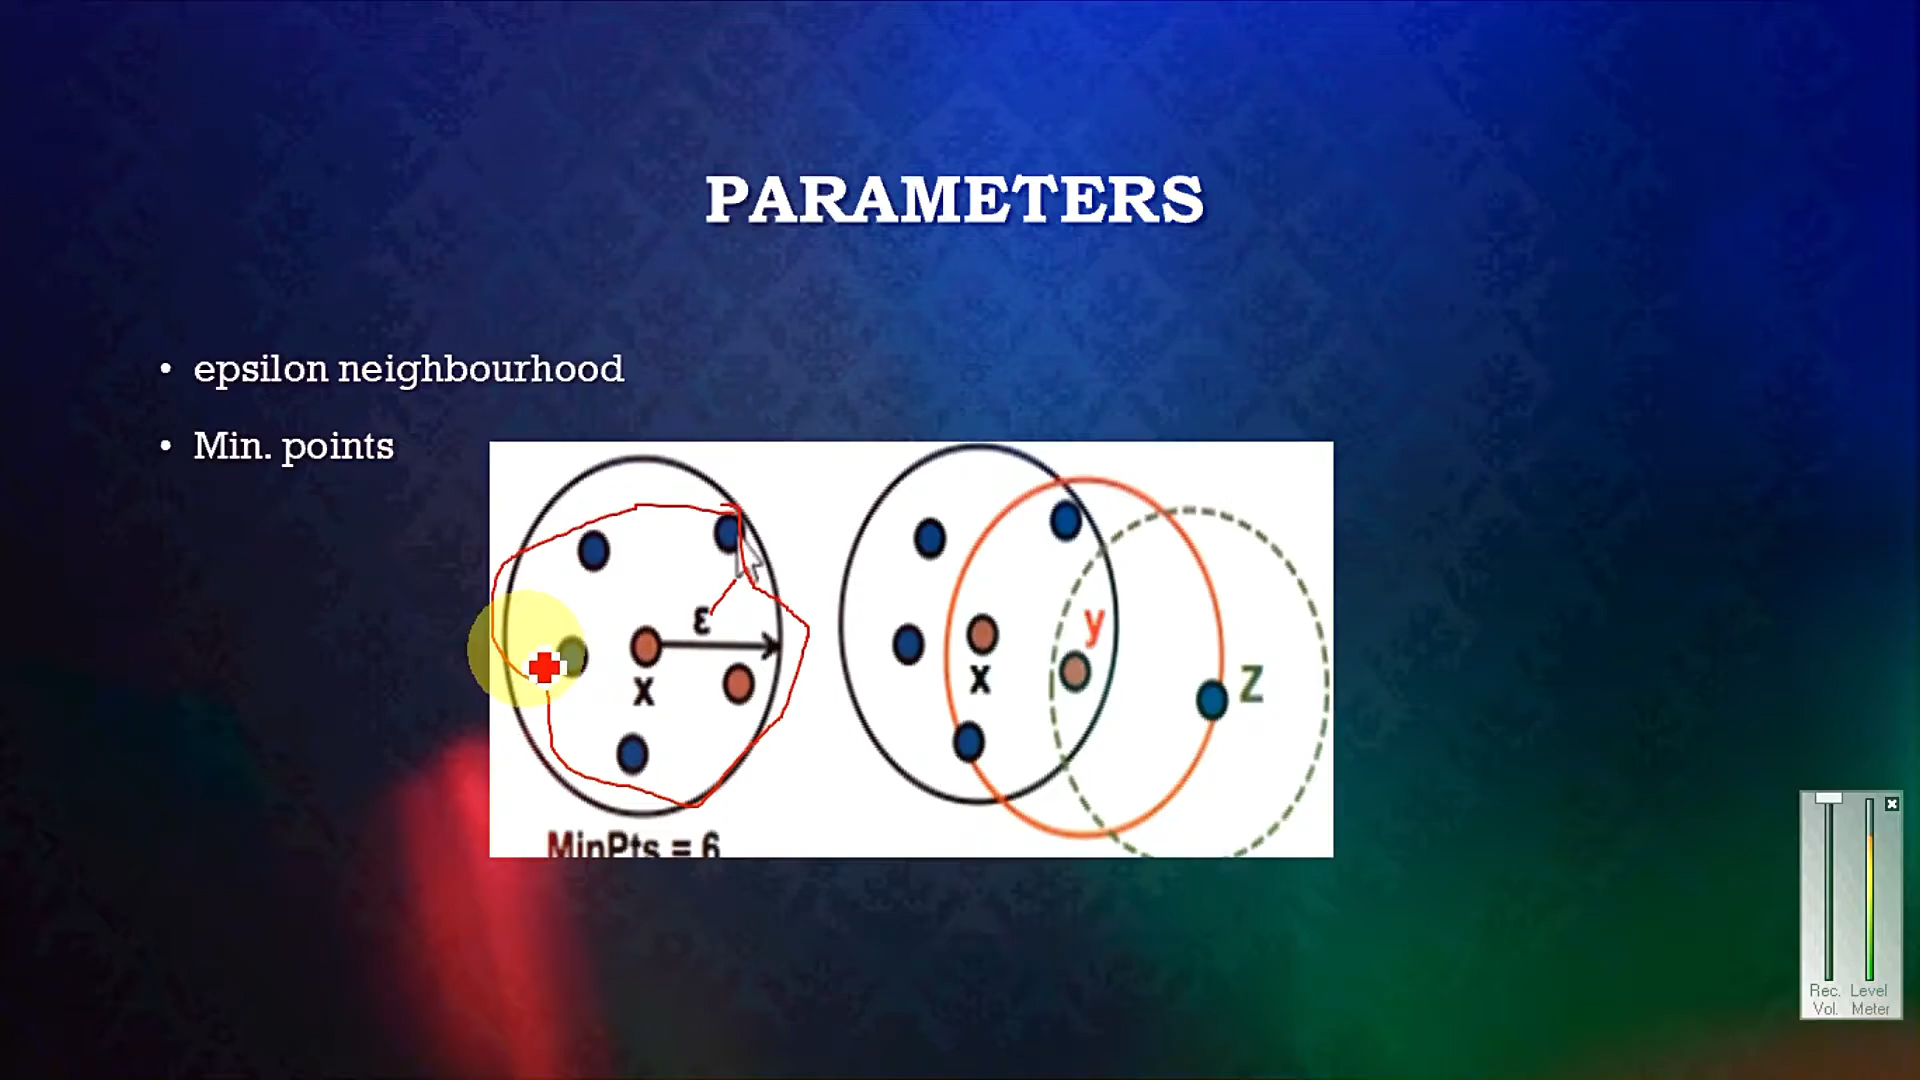 PARAMETERS
• epsilon neighbourhood
• Min. points
ε
x
MinPts = 6
y
x
Z
Rec. Level
Vol. Meter